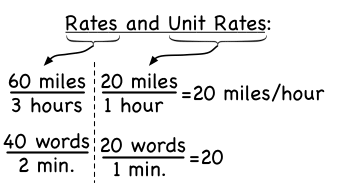 Rates and Unit Rates:
60 miles
3 hours
20 miles
1 hour
=20 miles/hour
40 words
2 min.
20 words
1 min.
=20